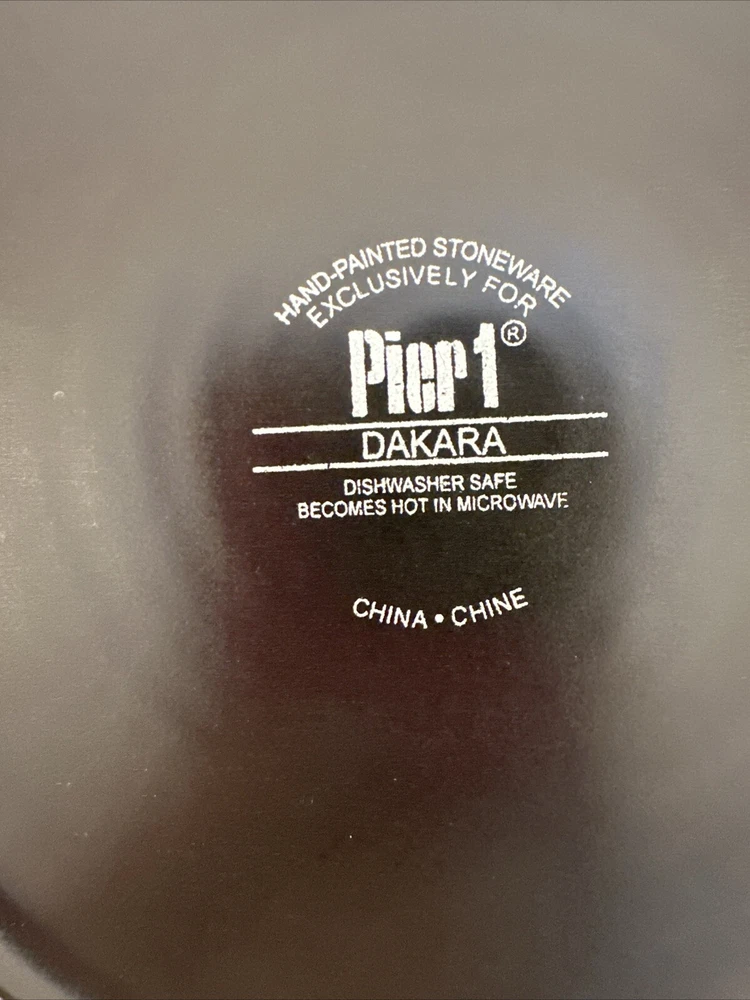 HAND-PAINTED STONEWARE
EXCLUSIVELY FOR
Pier 1®
DAKARA
DISHWASHER SAFE
BECOMES HOT IN MICROWAVE
CHINA • CHINE